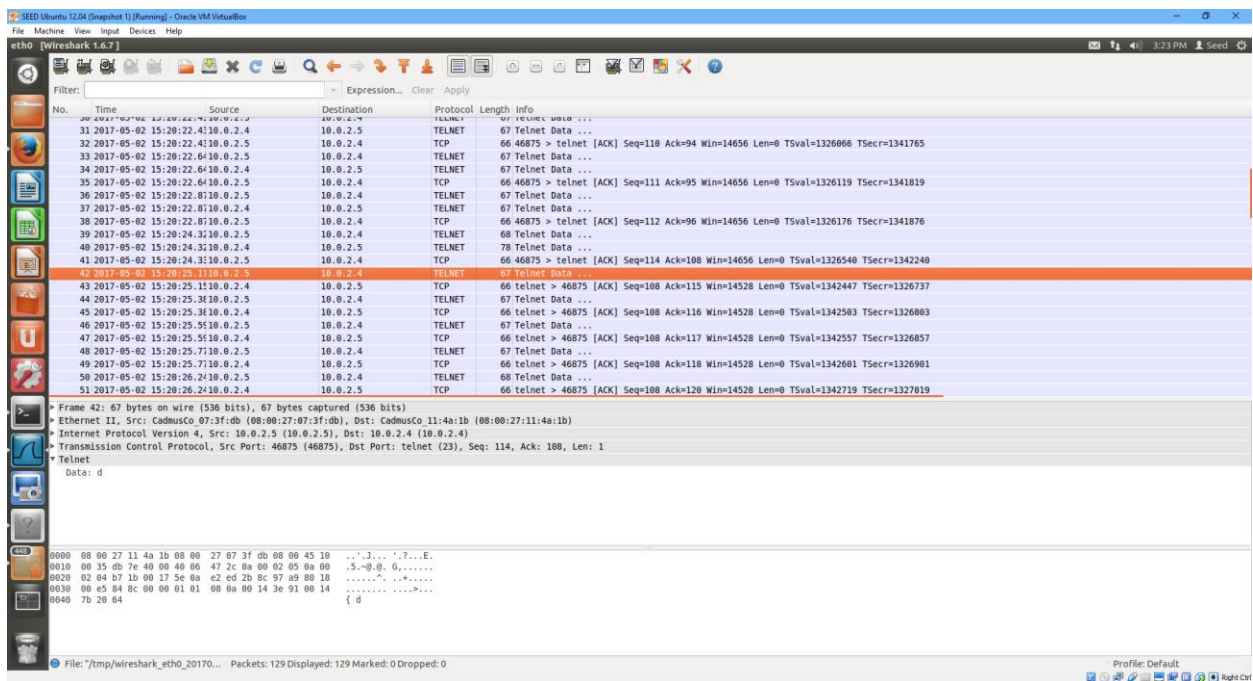 SEED Ubuntu 12.04 (Snapshot 1) [Running] - Oracle VM VirtualBox
File Machine View Input Devices Help
eth0 [Wireshark 1.6.7]
3:23 PM Seed
Filter: Expression... Clear Apply
No. Time Source Destination Protocol Length Info
31 2017-05-02 15:20:22.43 10.0.2.4 10.0.2.5 TELNET 67 Telnet Data ...
32 2017-05-02 15:20:22.43 10.0.2.5 10.0.2.4 TCP 66 46875 > telnet [ACK] Seq=110 Ack=94 Win=14656 Len=0 TSval=1326066 TSecr=1341765
33 2017-05-02 15:20:22.64 10.0.2.5 10.0.2.4 TELNET 67 Telnet Data ...
34 2017-05-02 15:20:22.64 10.0.2.4 10.0.2.5 TELNET 67 Telnet Data ...
35 2017-05-02 15:20:22.64 10.0.2.5 10.0.2.4 TCP 66 46875 > telnet [ACK] Seq=111 Ack=95 Win=14656 Len=0 TSval=1326119 TSecr=1341819
36 2017-05-02 15:20:22.87 10.0.2.5 10.0.2.4 TELNET 67 Telnet Data ...
37 2017-05-02 15:20:22.87 10.0.2.4 10.0.2.5 TELNET 67 Telnet Data ...
38 2017-05-02 15:20:22.87 10.0.2.5 10.0.2.4 TCP 66 46875 > telnet [ACK] Seq=112 Ack=96 Win=14656 Len=0 TSval=1326176 TSecr=1341876
39 2017-05-02 15:20:24.32 10.0.2.5 10.0.2.4 TELNET 68 Telnet Data ...
40 2017-05-02 15:20:24.32 10.0.2.4 10.0.2.5 TELNET 78 Telnet Data ...
41 2017-05-02 15:20:24.33 10.0.2.5 10.0.2.4 TCP 66 46875 > telnet [ACK] Seq=114 Ack=108 Win=14656 Len=0 TSval=1326540 TSecr=1342240
42 2017-05-02 15:20:25.11 10.0.2.5 10.0.2.4 TELNET 67 Telnet Data ...
43 2017-05-02 15:20:25.15 10.0.2.4 10.0.2.5 TCP 66 telnet > 46875 [ACK] Seq=108 Ack=115 Win=14528 Len=0 TSval=1342447 TSecr=1326737
44 2017-05-02 15:20:25.38 10.0.2.5 10.0.2.4 TELNET 67 Telnet Data ...
45 2017-05-02 15:20:25.38 10.0.2.4 10.0.2.5 TCP 66 telnet > 46875 [ACK] Seq=108 Ack=116 Win=14528 Len=0 TSval=1342503 TSecr=1326803
46 2017-05-02 15:20:25.59 10.0.2.5 10.0.2.4 TELNET 67 Telnet Data ...
47 2017-05-02 15:20:25.59 10.0.2.4 10.0.2.5 TCP 66 telnet > 46875 [ACK] Seq=108 Ack=117 Win=14528 Len=0 TSval=1342557 TSecr=1326857
48 2017-05-02 15:20:25.77 10.0.2.5 10.0.2.4 TELNET 67 Telnet Data ...
49 2017-05-02 15:20:25.77 10.0.2.4 10.0.2.5 TCP 66 telnet > 46875 [ACK] Seq=108 Ack=118 Win=14528 Len=0 TSval=1342601 TSecr=1326901
50 2017-05-02 15:20:26.24 10.0.2.5 10.0.2.4 TELNET 68 Telnet Data ...
51 2017-05-02 15:20:26.24 10.0.2.4 10.0.2.5 TCP 66 telnet > 46875 [ACK] Seq=108 Ack=120 Win=14528 Len=0 TSval=1342719 TSecr=1327019
Frame 42: 67 bytes on wire (536 bits), 67 bytes captured (536 bits)
Ethernet II, Src: CadmusCo_07:3f:db (08:00:27:07:3f:db), Dst: CadmusCo_11:4a:1b (08:00:27:11:4a:1b)
Internet Protocol Version 4, Src: 10.0.2.5 (10.0.2.5), Dst: 10.0.2.4 (10.0.2.4)
Transmission Control Protocol, Src Port: 46875 (46875), Dst Port: telnet (23), Seq: 114, Ack: 108, Len: 1
Telnet
Data: d
0000 08 00 27 11 4a 1b 08 00 27 07 3f db 08 00 45 10 ..'.J... '.?...E.
0010 00 35 db 7e 40 00 40 06 47 2c 0a 00 02 05 0a 00 .5.~@.@. G,......
0020 02 04 b7 1b 00 17 5e 0a e2 ed 2b 8c 97 a9 80 18 ......^. ..+.....
0030 00 e5 84 8c 00 00 01 01 08 0a 00 14 3e 91 00 14 ........ ....>...
0040 7b 20 64 { d
File: "/tmp/wireshark_eth0_20170... Packets: 129 Displayed: 129 Marked: 0 Dropped: 0 Profile: Default
Right Ctrl